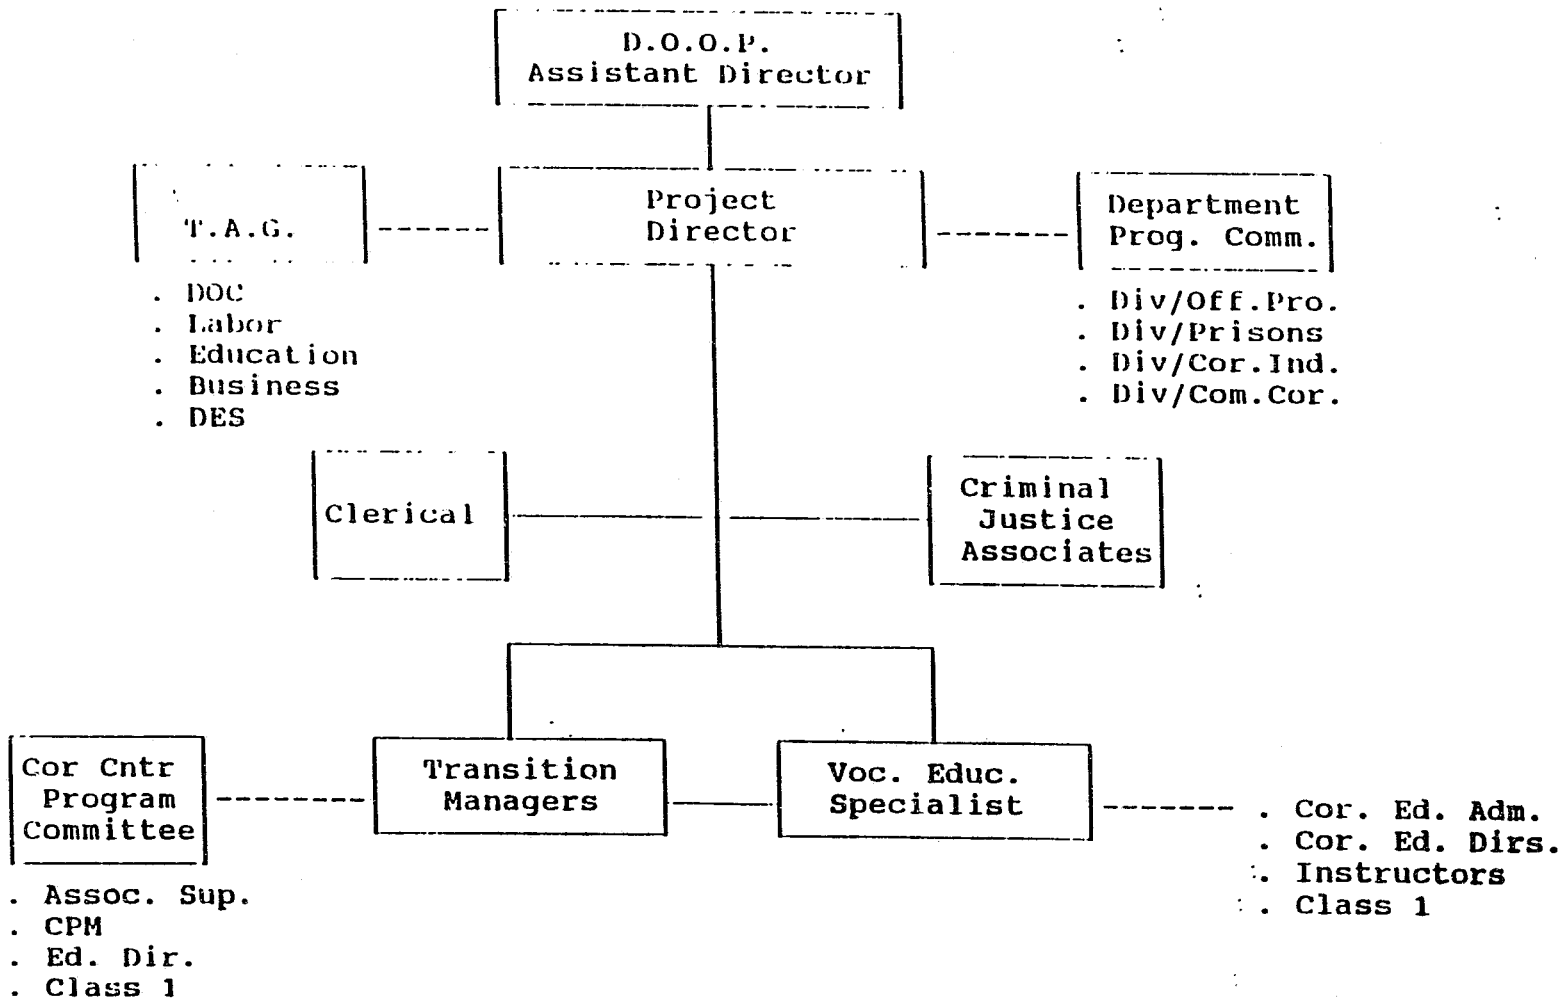 D.O.O.P.
Assistant Director
T.A.G.
. DOC
. Labor
. Education
. Business
. DES
Project
Director
Department
Prog. Comm.
. Div/Off.Pro.
. Div/Prisons
. Div/Cor.Ind.
. Div/Com.Cor.
Clerical
Criminal
Justice
Associates
Cor Cntr
Program
Committee
. Assoc. Sup.
. CPM
. Ed. Dir.
. Class 1
Transition
Managers
Voc. Educ.
Specialist
. Cor. Ed. Adm.
. Cor. Ed. Dirs.
. Instructors
. Class 1